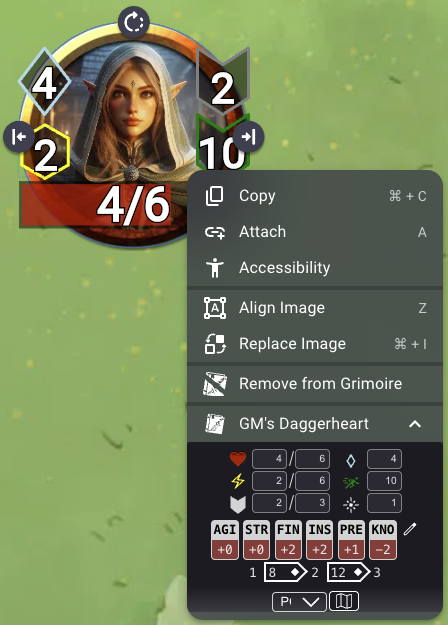 4
2
2
10
4/6
Copy ⌘ + C
Attach A
Accessibility
A Align Image Z
Replace Image ⌘ + I
Remove from Grimoire
GM's Daggerheart
4 / 6 4
2 / 6 10
2 / 3 1
AGI STR FIN INS PRE KNO
+0 +0 +2 +2 +1 -2
1 8 2 12 3